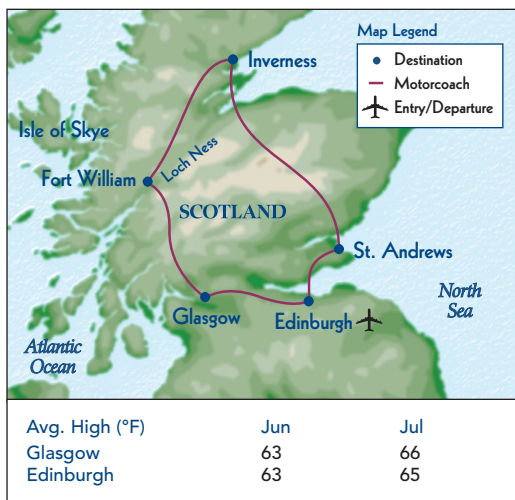 Map Legend
Destination
Motorcoach
Entry/Departure
Inverness
Isle of Skye
Loch Ness
Fort William
SCOTLAND
St. Andrews
Glasgow
Edinburgh
North
Sea
Atlantic
Ocean
Avg. High (°F) Jun Jul
Glasgow 63 66
Edinburgh 63 65